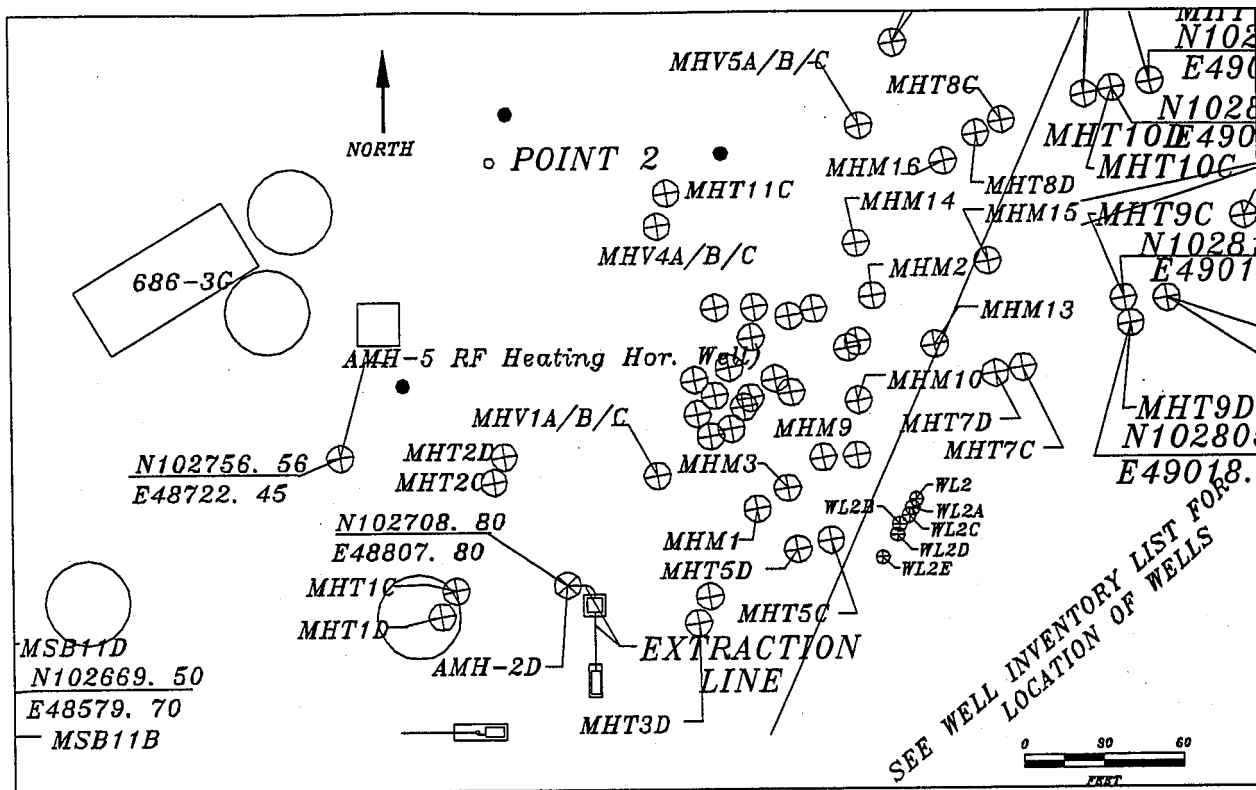 N102
E490
MHV5A/B/C
MHT8C
N1028
NORTH
POINT 2
MHT10D
E490
MHM16
MHT10C
MHT8D
MHT11C
MHM14
MHM15
MHT9C
MHV4A/B/C
E4901
MHM2
686-3G
MHM13
AMH-5 RF Heating Hor. Well)
MHM10
MHT9D
MHV1A/B/C
MHM9
MHT7D
MHT2D
MHT7C
N102756. 56
MHM3
E49018.
E48722. 45
MHT2C
WL2
WL2A
WL2B
WL2C
N102708. 80
WL2D
MHM1
E48807. 80
MHT5D
WL2E
MHT1C
MHT5C
MHT1D
SEE WELL INVENTORY LIST FOR
LOCATION OF WELLS
MSB11D
EXTRACTION
LINE
AMH-2D
N102669. 50
E48579. 70
MHT3D
MSB11B
0 30 60
FEET